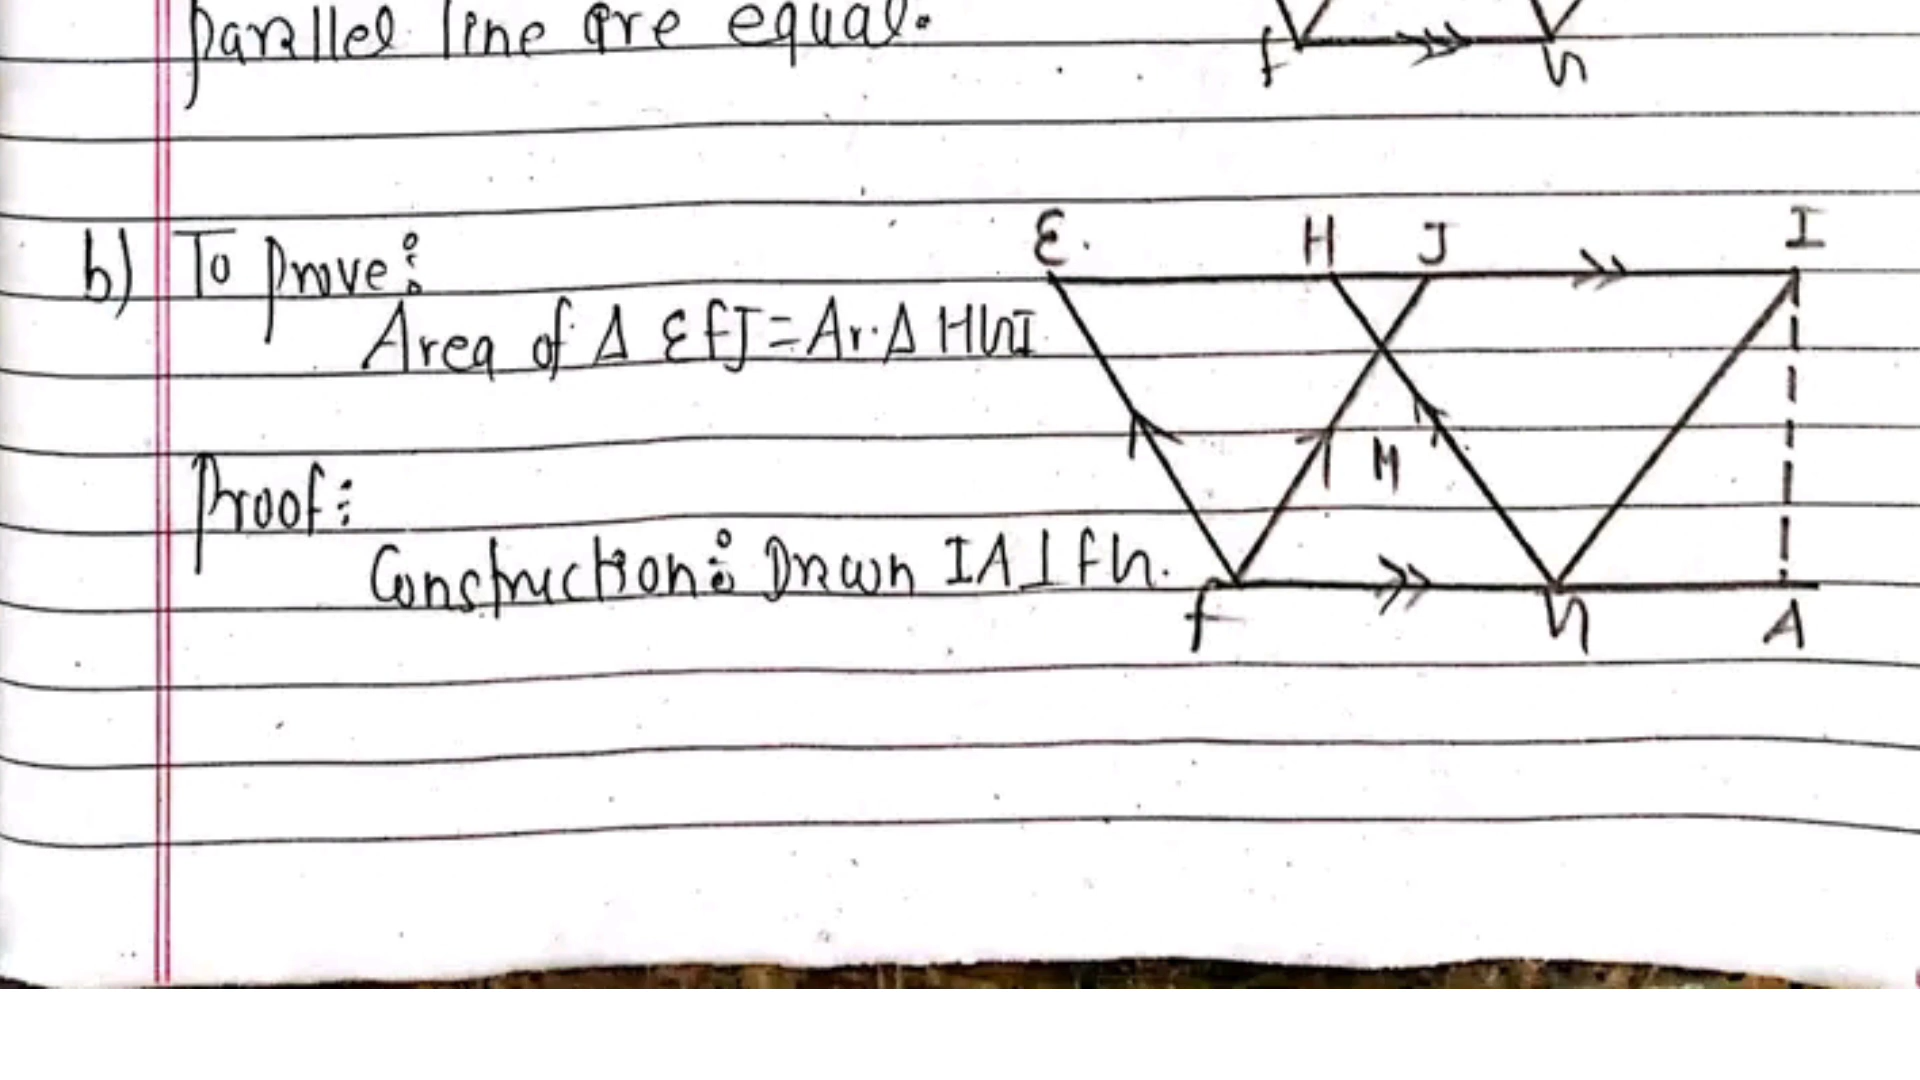 parallel line are equal.
f G
b) To prove:
Area of Δ EfJ = Ar. Δ HGI
Proof:
Construction: Drawn IA ⊥ fG.
E. H J I
M
f G A